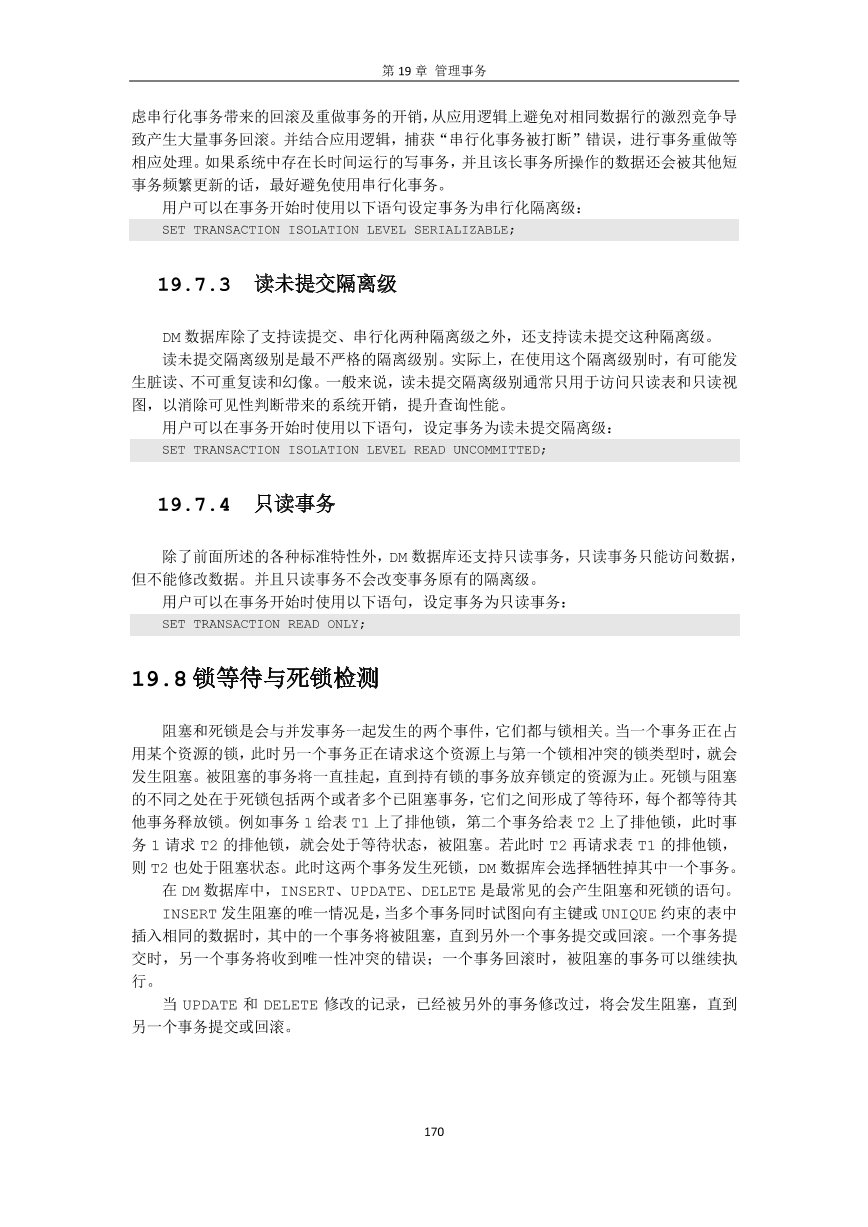 第 19 章 管理事务
虑串行化事务带来的回滚及重做事务的开销，从应用逻辑上避免对相同数据行的激烈竞争导
致产生大量事务回滚。并结合应用逻辑，捕获“串行化事务被打断”错误，进行事务重做等
相应处理。如果系统中存在长时间运行的写事务，并且该长事务所操作的数据还会被其他短
事务频繁更新的话，最好避免使用串行化事务。
用户可以在事务开始时使用以下语句设定事务为串行化隔离级：
SET TRANSACTION ISOLATION LEVEL SERIALIZABLE;
19.7.3 读未提交隔离级
DM 数据库除了支持读提交、串行化两种隔离级之外，还支持读未提交这种隔离级。
读未提交隔离级别是最不严格的隔离级别。实际上，在使用这个隔离级别时，有可能发
生脏读、不可重复读和幻像。一般来说，读未提交隔离级别通常只用于访问只读表和只读视
图，以消除可见性判断带来的系统开销，提升查询性能。
用户可以在事务开始时使用以下语句，设定事务为读未提交隔离级：
SET TRANSACTION ISOLATION LEVEL READ UNCOMMITTED;
19.7.4 只读事务
除了前面所述的各种标准特性外，DM 数据库还支持只读事务，只读事务只能访问数据，
但不能修改数据。并且只读事务不会改变事务原有的隔离级。
用户可以在事务开始时使用以下语句，设定事务为只读事务：
SET TRANSACTION READ ONLY;
19.8 锁等待与死锁检测
阻塞和死锁是会与并发事务一起发生的两个事件，它们都与锁相关。当一个事务正在占
用某个资源的锁，此时另一个事务正在请求这个资源上与第一个锁相冲突的锁类型时，就会
发生阻塞。被阻塞的事务将一直挂起，直到持有锁的事务放弃锁定的资源为止。死锁与阻塞
的不同之处在于死锁包括两个或者多个已阻塞事务，它们之间形成了等待环，每个都等待其
他事务释放锁。例如事务 1 给表 T1 上了排他锁，第二个事务给表 T2 上了排他锁，此时事
务 1 请求 T2 的排他锁，就会处于等待状态，被阻塞。若此时 T2 再请求表 T1 的排他锁，
则 T2 也处于阻塞状态。此时这两个事务发生死锁，DM 数据库会选择牺牲掉其中一个事务。
在 DM 数据库中，INSERT、UPDATE、DELETE 是最常见的会产生阻塞和死锁的语句。
INSERT 发生阻塞的唯一情况是，当多个事务同时试图向有主键或 UNIQUE 约束的表中
插入相同的数据时，其中的一个事务将被阻塞，直到另外一个事务提交或回滚。一个事务提
交时，另一个事务将收到唯一性冲突的错误；一个事务回滚时，被阻塞的事务可以继续执
行。
当 UPDATE 和 DELETE 修改的记录，已经被另外的事务修改过，将会发生阻塞，直到
另一个事务提交或回滚。
170